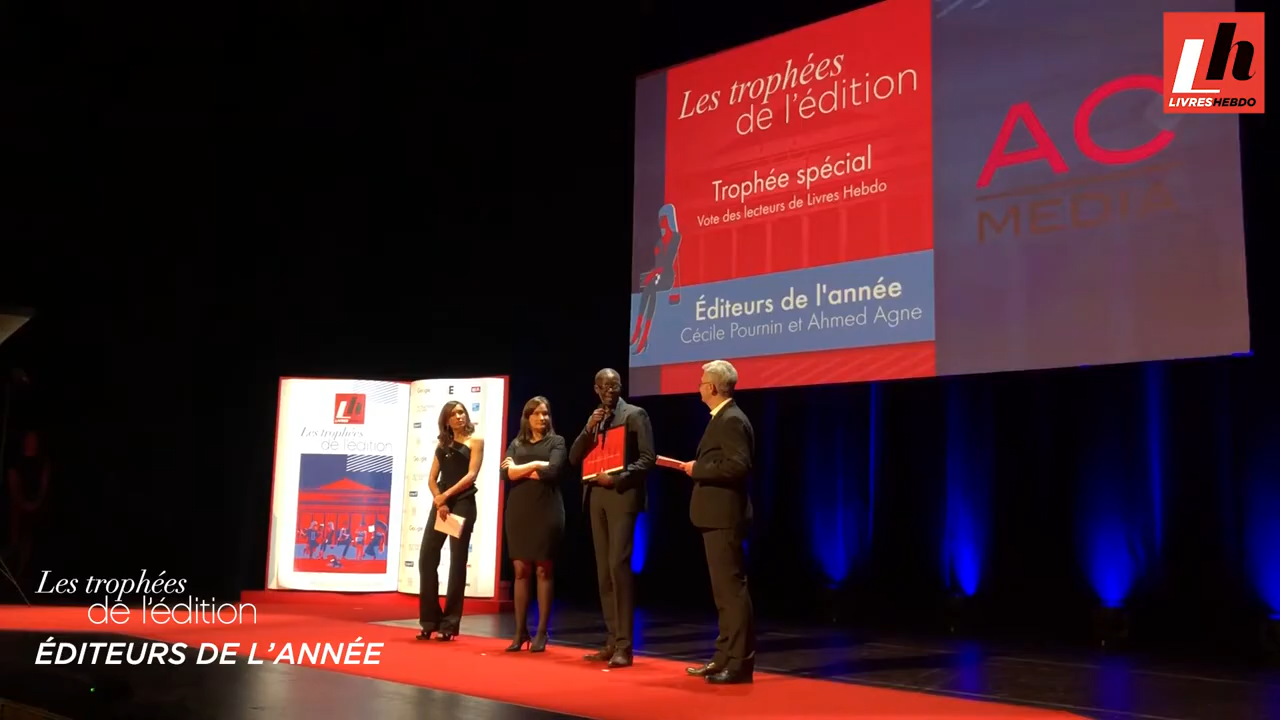 Lh
LIVRES HEBDO
Les trophées
de l'édition
Trophée spécial
Vote des lecteurs de Livres Hebdo
Éditeurs de l'année
Cécile Pournin et Ahmed Agne
AC
MEDIA
Lh
Les trophées
de l'édition
Google
E
Les trophées
de l'édition
ÉDITEURS DE L'ANNÉE